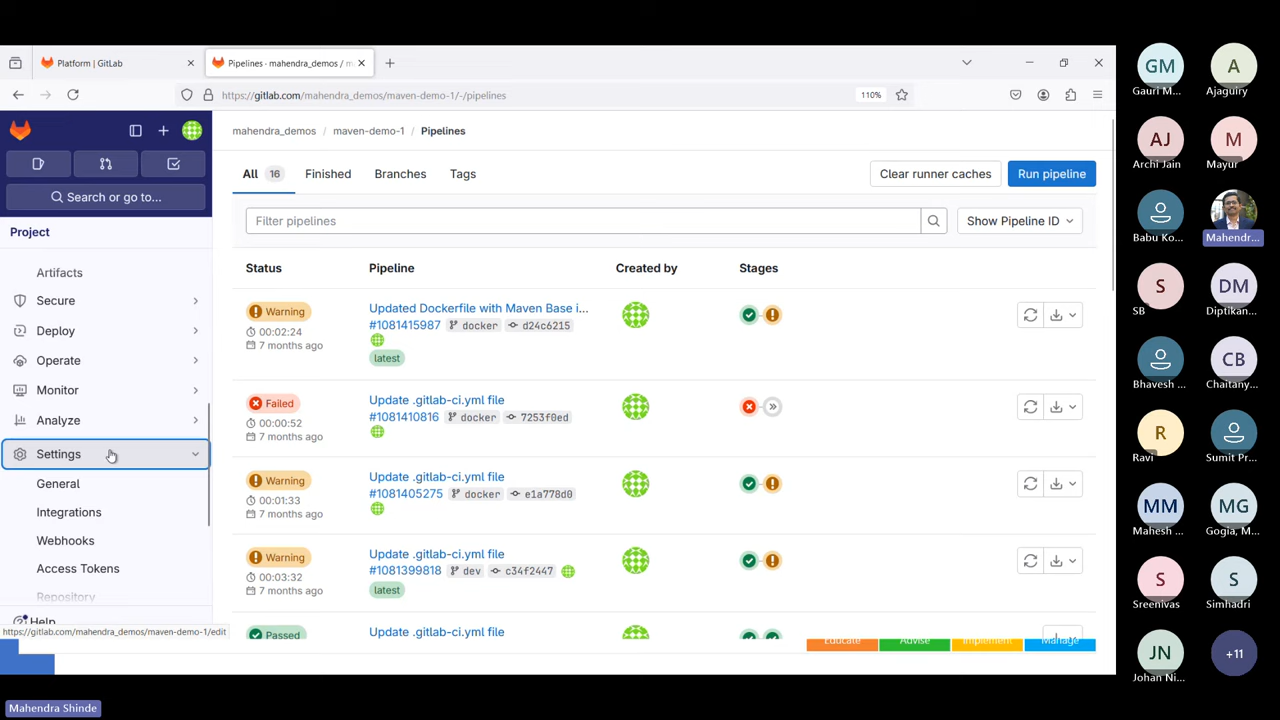 Platform | GitLab
Pipelines · mahendra_demos / m
https://gitlab.com/mahendra_demos/maven-demo-1/-/pipelines
110%
Search or go to...
Project
Artifacts
Secure
Deploy
Operate
Monitor
Analyze
Settings
General
Integrations
Webhooks
Access Tokens
Repository
Help
https://gitlab.com/mahendra_demos/maven-demo-1/edit
mahendra_demos / maven-demo-1 / Pipelines
All 16 Finished Branches Tags
Clear runner caches
Run pipeline
Filter pipelines
Show Pipeline ID
Status Pipeline Created by Stages
Warning
00:02:24
7 months ago
Updated Dockerfile with Maven Base i...
#1081415987 docker d24c6215
latest
Failed
00:00:52
7 months ago
Update .gitlab-ci.yml file
#1081410816 docker 7253f0ed
Warning
00:01:33
7 months ago
Update .gitlab-ci.yml file
#1081405275 docker e1a778d0
Warning
00:03:32
7 months ago
Update .gitlab-ci.yml file
#1081399818 dev c34f2447
latest
Passed
Update .gitlab-ci.yml file
Educate Advise Implement Manage
GM A
Gauri M... Ajaguiry
AJ M
Archi Jain Mayur
Babu Ko... Mahendr...
S DM
SB Diptikan...
CB
Bhavesh ... Chaitany...
R
Ravi Sumit Pr...
MM MG
Mahesh ... Gogia, M...
S S
Sreenivas Simhadri
JN +11
Johan Ni...
Mahendra Shinde